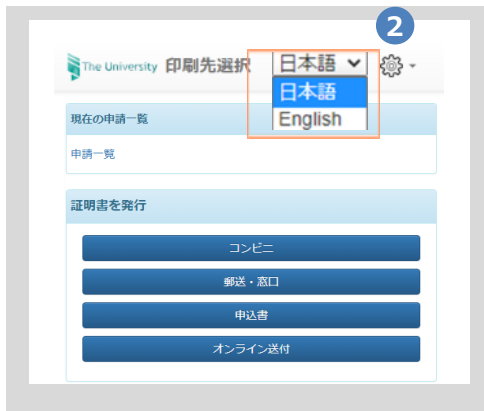 2
The University 印刷先選択 日本語
日本語
English
現在の申請一覧
申請一覧
証明書を発行
コンビニ
郵送・窓口
申込書
オンライン送付